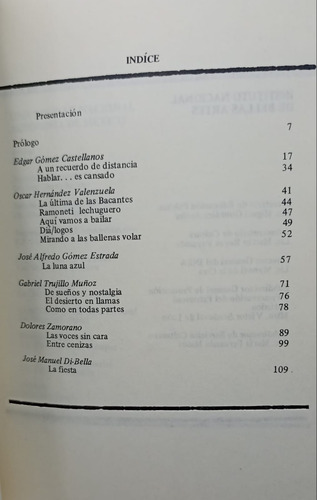 INDÍCE
Presentación
Prólogo 7
Edgar Gómez Castellanos
A un recuerdo de distancia 17
Hablar. . . es cansado 34
Oscar Hernández Valenzuela
La última de las Bacantes 41
Ramoneti lechuguero 44
Aquí vamos a bailar 47
Día/logos 49
Mirando a las ballenas volar 52
José Alfredo Gómez Estrada
La luna azul 57
Gabriel Trujillo Muñoz
De sueños y nostalgia 71
El desierto en llamas 76
Como en todas partes 78
Dolores Zamorano
Las voces sin cara 89
Entre cenizas 99
José Manuel Di-Bella
La fiesta 109